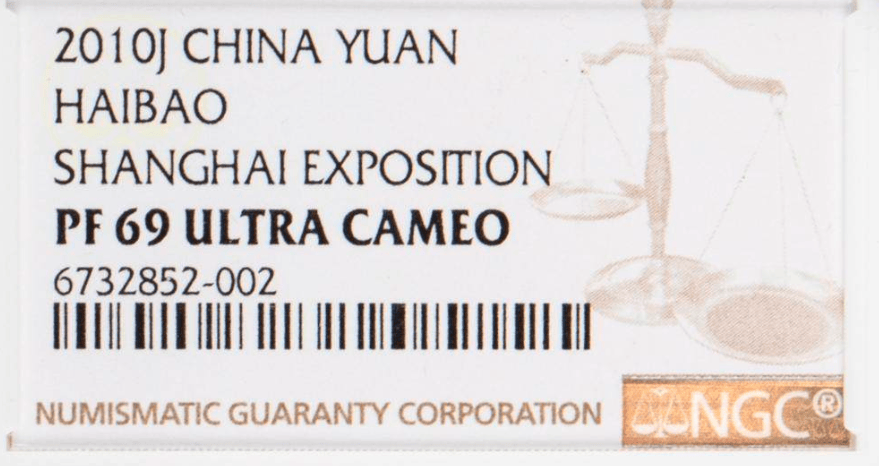 2010J CHINA YUAN
HAIBAO
SHANGHAI EXPOSITION
PF 69 ULTRA CAMEO
6732852-002
NUMISMATIC GUARANTY CORPORATION
NGC®